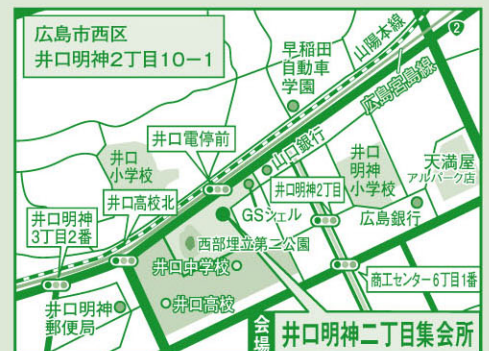 広島市西区
井口明神2丁目10-1
早稲田
自動車
学園
山陽本線
2
広島宮島線
井口電停前
山口銀行
井口
小学校
井口
明神
小学校
天満屋
アルパーク店
井口高校北
井口明神2丁目
井口明神
3丁目2番
GSシェル
広島銀行
西部埋立第二公園
井口中学校
商工センター6丁目1番
井口高校
井口明神
郵便局
会場
井口明神二丁目集会所